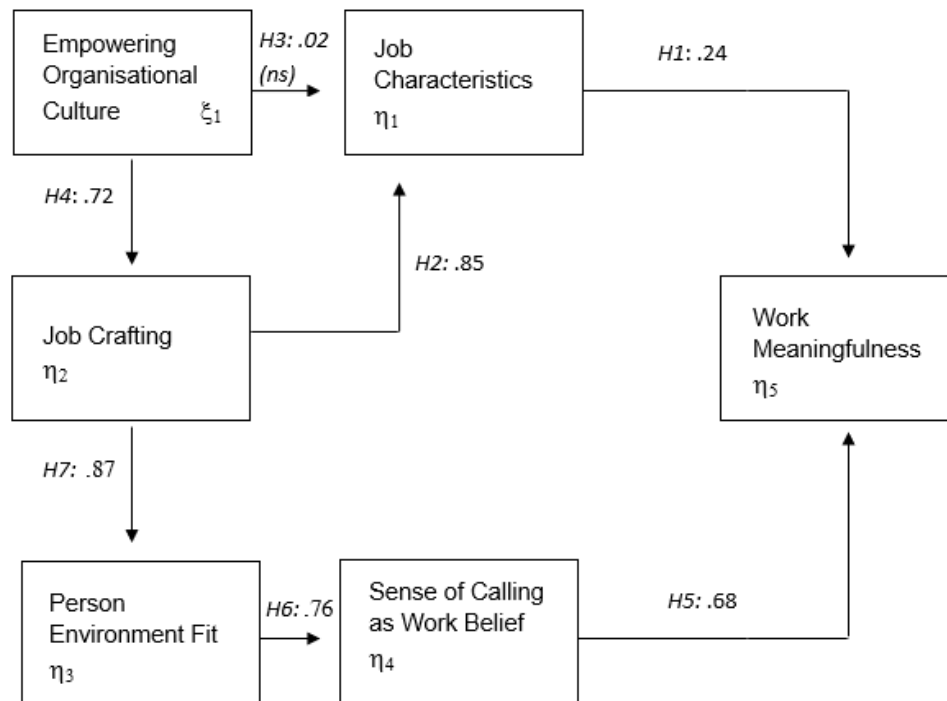 Empowering
Organisational
Culture ξ1
H3: .02
(ns)
Job
Characteristics
η1
H1: .24
H4: .72
H2: .85
Job Crafting
η2
Work
Meaningfulness
η5
H7: .87
Person
Environment Fit
η3
H6: .76
Sense of Calling
as Work Belief
η4
H5: .68